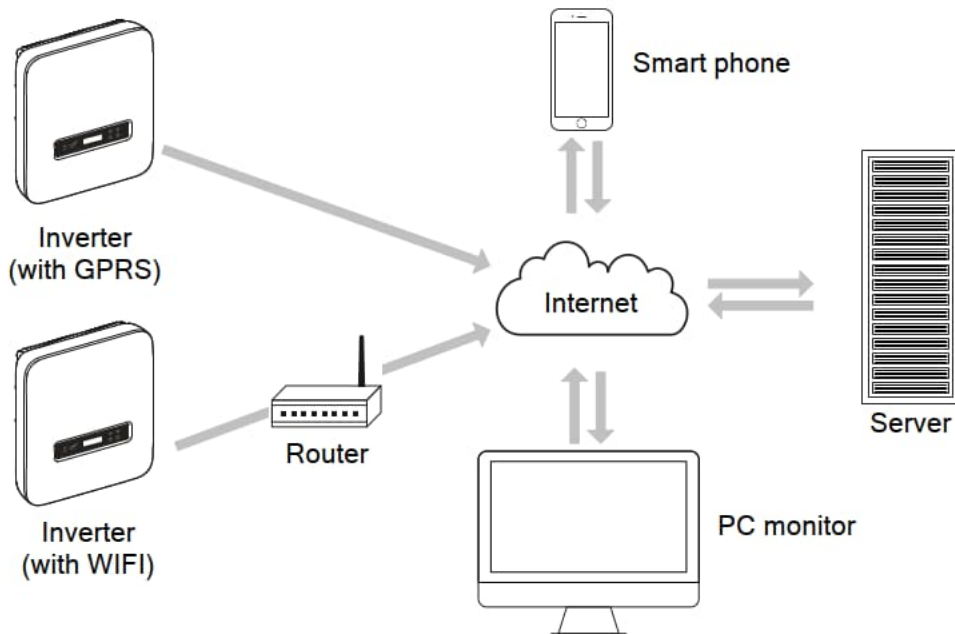 Smart phone
Inverter
(with GPRS)
Internet
Server
Router
Inverter
(with WIFI)
PC monitor